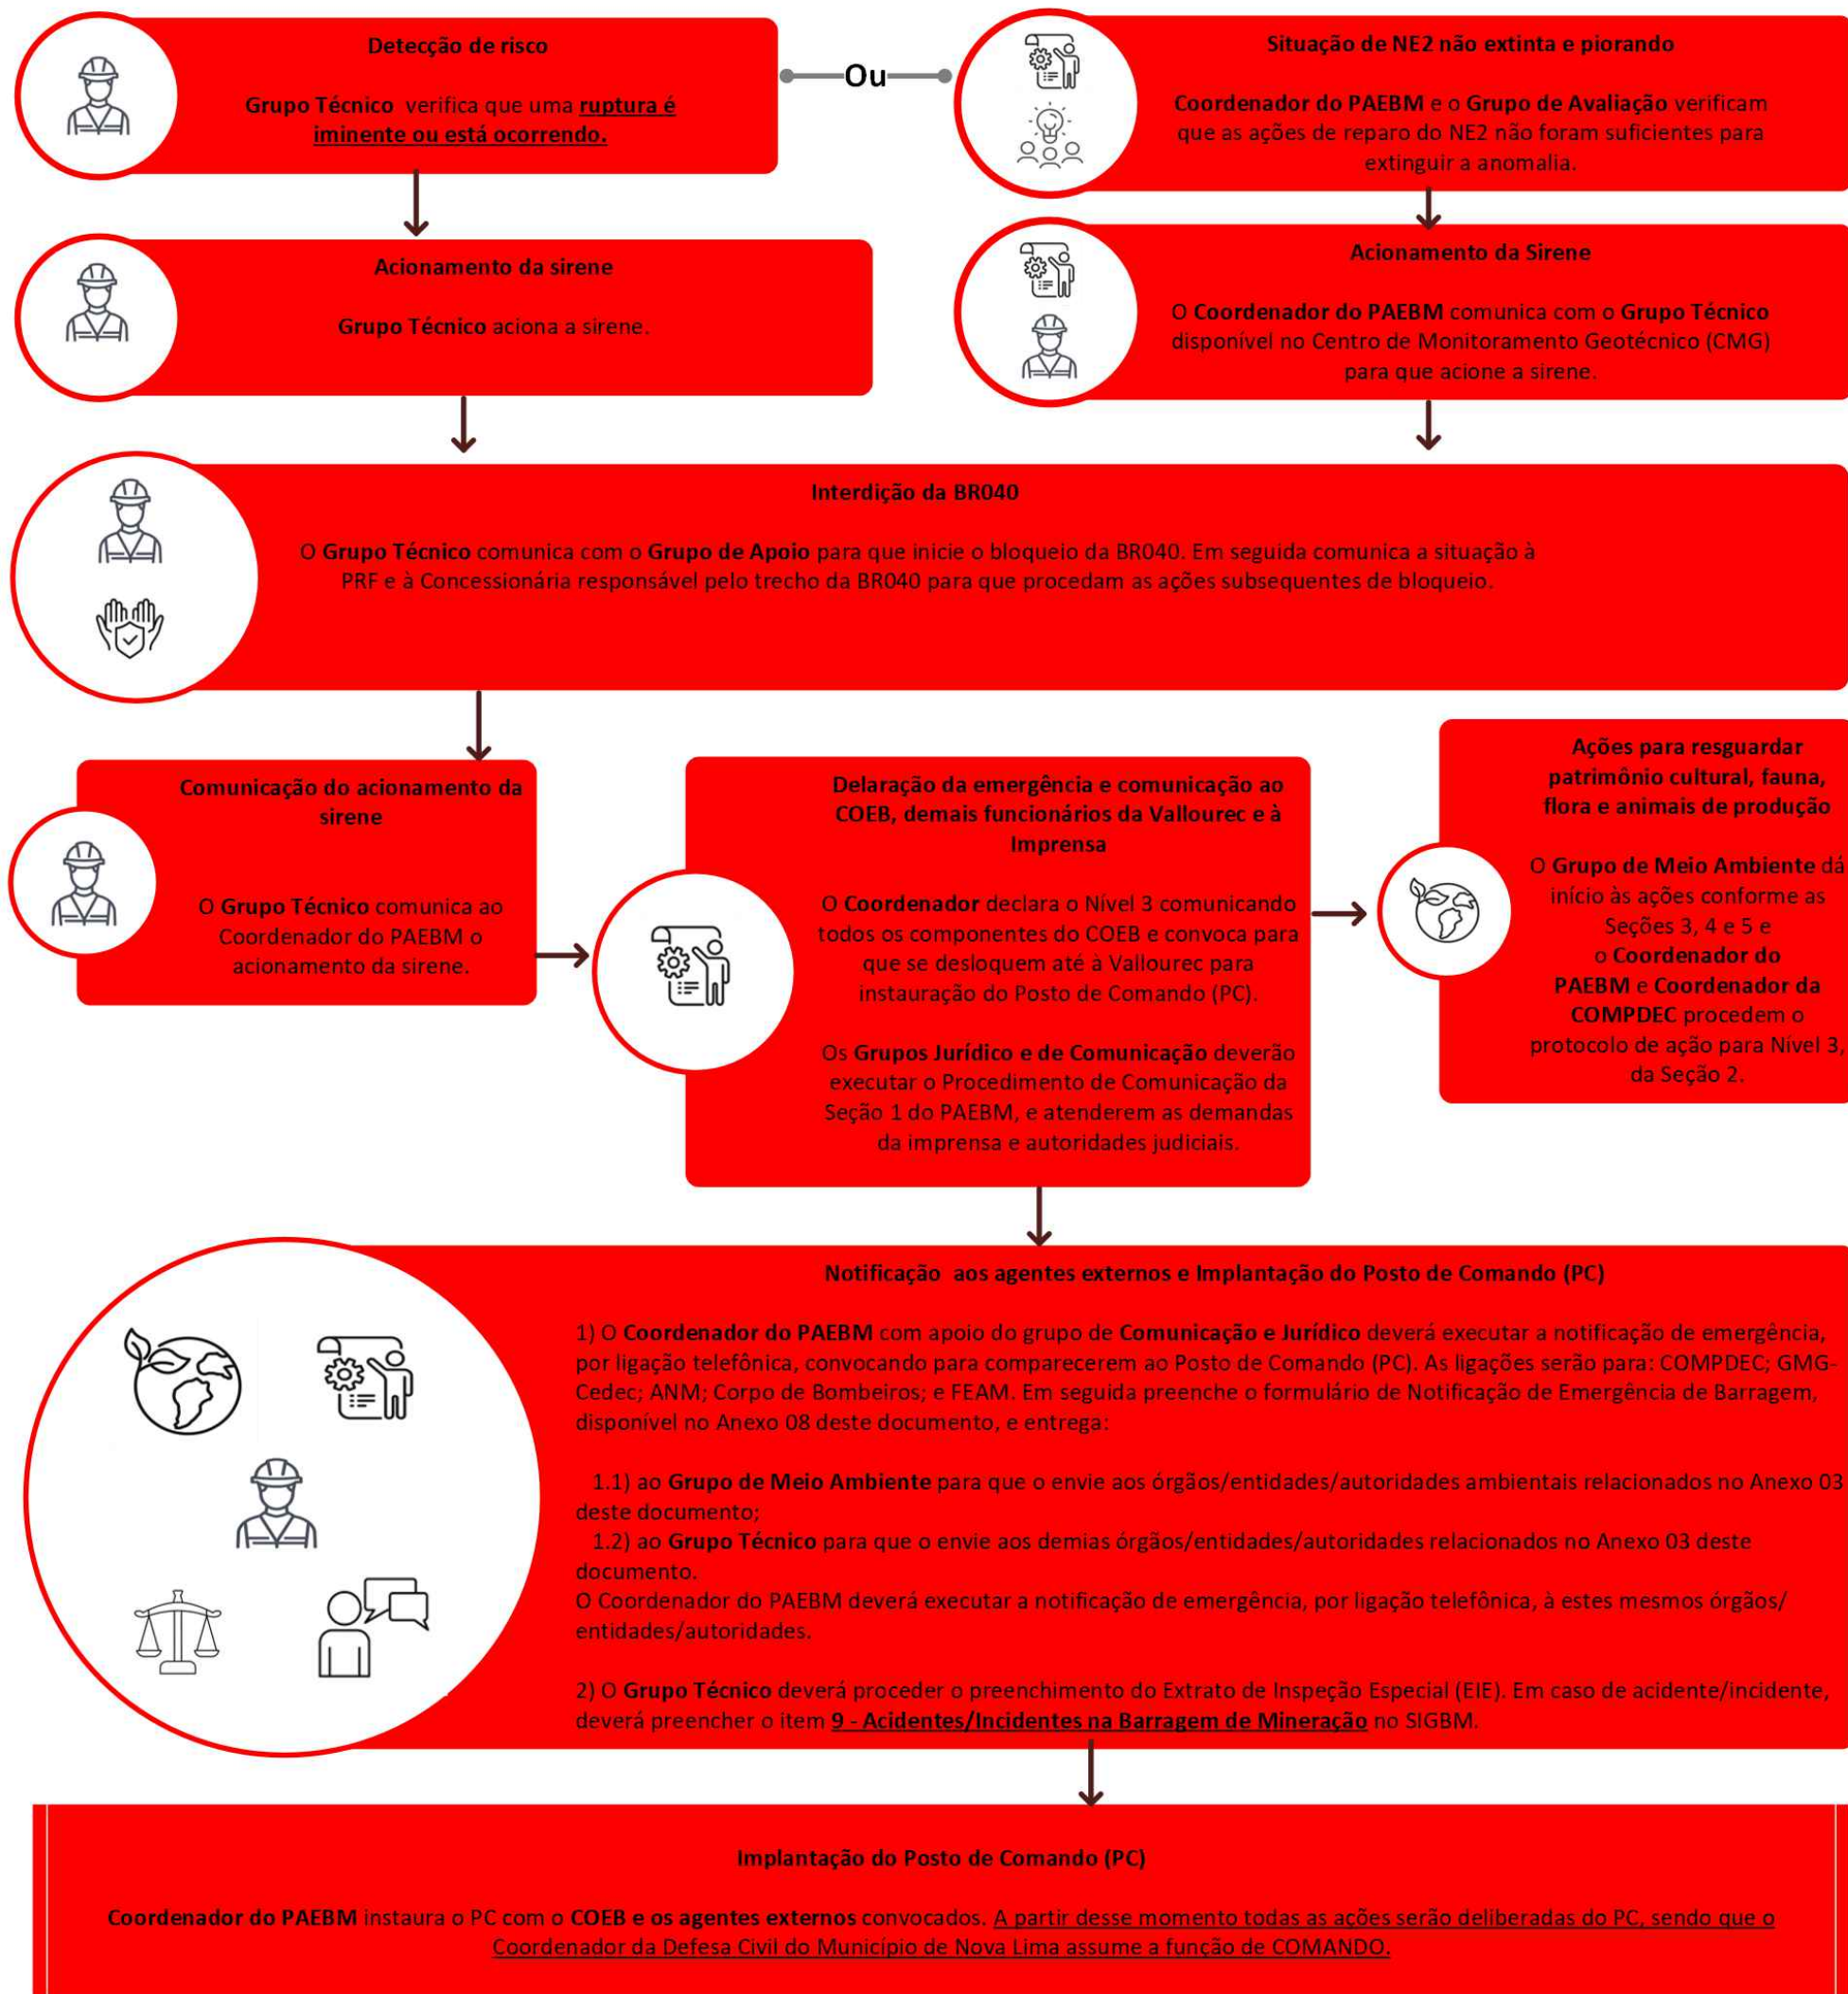 Detecção de risco
Grupo Técnico verifica que uma ruptura é
iminente ou está ocorrendo.
Ou
Situação de NE2 não extinta e piorando
Coordenador do PAEBM e o Grupo de Avaliação verificam
que as ações de reparo do NE2 não foram suficientes para
extinguir a anomalia.
Acionamento da sirene
Grupo Técnico aciona a sirene.
Acionamento da Sirene
O Coordenador do PAEBM comunica com o Grupo Técnico
disponível no Centro de Monitoramento Geotécnico (CMG)
para que acione a sirene.
Interdição da BR040
O Grupo Técnico comunica com o Grupo de Apoio para que inicie o bloqueio da BR040. Em seguida comunica a situação à
PRF e à Concessionária responsável pelo trecho da BR040 para que procedam as ações subsequentes de bloqueio.
Comunicação do acionamento da
sirene
O Grupo Técnico comunica ao
Coordenador do PAEBM o
acionamento da sirene.
Delaração da emergência e comunicação ao
COEB, demais funcionários da Vallourec e à
Imprensa
O Coordenador declara o Nível 3 comunicando
todos os componentes do COEB e convoca para
que se desloquem até à Vallourec para
instauração do Posto de Comando (PC).
Os Grupos Jurídico e de Comunicação deverão
executar o Procedimento de Comunicação da
Seção 1 do PAEBM, e atenderem as demandas
da imprensa e autoridades judiciais.
Ações para resguardar
patrimônio cultural, fauna,
flora e animais de produção
O Grupo de Meio Ambiente dá
início às ações conforme as
Seções 3, 4 e 5 e
o Coordenador do
PAEBM e Coordenador da
COMPDEC procedem o
protocolo de ação para Nível 3,
da Seção 2.
Notificação aos agentes externos e Implantação do Posto de Comando (PC)
1) O Coordenador do PAEBM com apoio do grupo de Comunicação e Jurídico deverá executar a notificação de emergência,
por ligação telefônica, convocando para comparecerem ao Posto de Comando (PC). As ligações serão para: COMPDEC; GMG-
Cedec; ANM; Corpo de Bombeiros; e FEAM. Em seguida preenche o formulário de Notificação de Emergência de Barragem,
disponível no Anexo 08 deste documento, e entrega:
1.1) ao Grupo de Meio Ambiente para que o envie aos órgãos/entidades/autoridades ambientais relacionados no Anexo 03
deste documento;
1.2) ao Grupo Técnico para que o envie aos demias órgãos/entidades/autoridades relacionados no Anexo 03 deste
documento.
O Coordenador do PAEBM deverá executar a notificação de emergência, por ligação telefônica, à estes mesmos órgãos/
entidades/autoridades.
2) O Grupo Técnico deverá proceder o preenchimento do Extrato de Inspeção Especial (EIE). Em caso de acidente/incidente,
deverá preencher o item 9 - Acidentes/Incidentes na Barragem de Mineração no SIGBM.
Implantação do Posto de Comando (PC)
Coordenador do PAEBM instaura o PC com o COEB e os agentes externos convocados. A partir desse momento todas as ações serão deliberadas do PC, sendo que o
Coordenador da Defesa Civil do Município de Nova Lima assume a função de COMANDO.